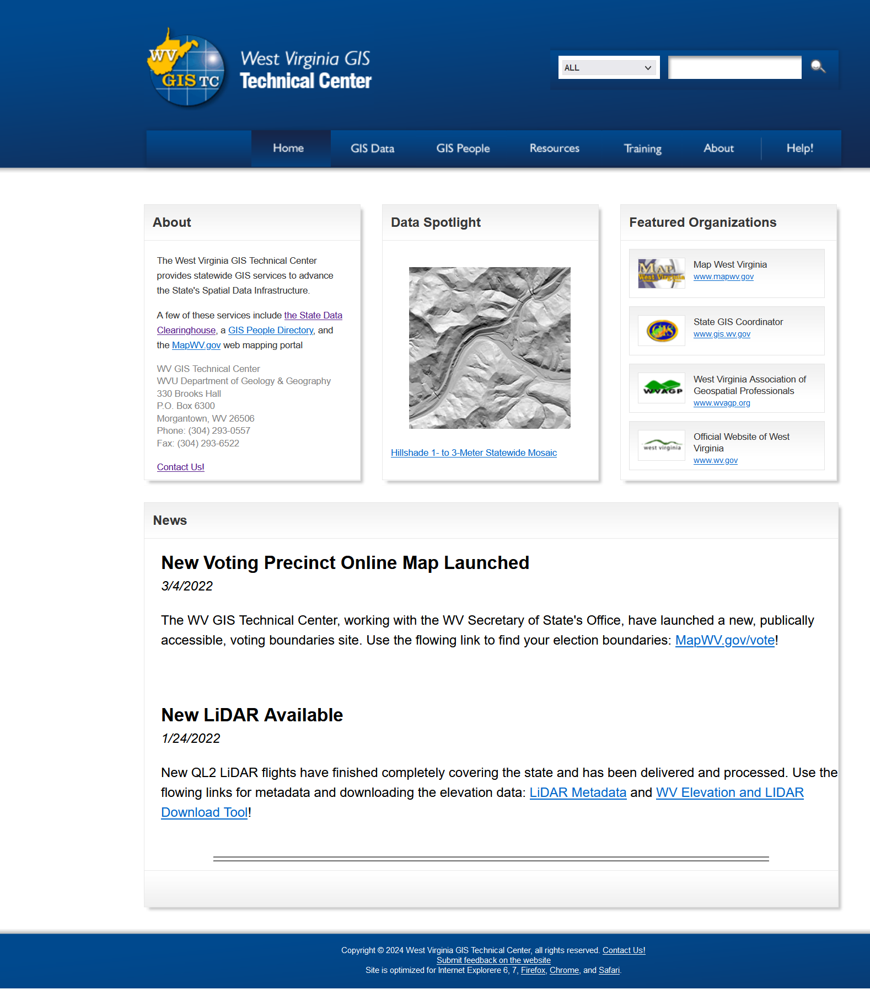 WV
GIS TC
West Virginia GIS
Technical Center
ALL
Home
GIS Data
GIS People
Resources
Training
About
Help!
About
The West Virginia GIS Technical Center
provides statewide GIS services to advance
the State's Spatial Data Infrastructure.
A few of these services include the State Data
Clearinghouse, a GIS People Directory, and
the MapWV.gov web mapping portal
WV GIS Technical Center
WVU Department of Geology & Geography
330 Brooks Hall
P.O. Box 6300
Morgantown, WV 26506
Phone: (304) 293-0557
Fax: (304) 293-6522
Contact Us!
Data Spotlight
Hillshade 1- to 3-Meter Statewide Mosaic
Featured Organizations
MAP
West Virginia
Map West Virginia
www.mapwv.gov
GIS
State GIS Coordinator
www.gis.wv.gov
WVAGP
West Virginia Association of
Geospatial Professionals
www.wvagp.org
west virginia
Official Website of West
Virginia
www.wv.gov
News
New Voting Precinct Online Map Launched
3/4/2022
The WV GIS Technical Center, working with the WV Secretary of State's Office, have launched a new, publically
accessible, voting boundaries site. Use the flowing link to find your election boundaries: MapWV.gov/vote!
New LiDAR Available
1/24/2022
New QL2 LiDAR flights have finished completely covering the state and has been delivered and processed. Use the
flowing links for metadata and downloading the elevation data: LiDAR Metadata and WV Elevation and LIDAR
Download Tool!
Copyright © 2024 West Virginia GIS Technical Center, all rights reserved. Contact Us!
Submit feedback on the website
Site is optimized for Internet Explorere 6, 7, Firefox, Chrome, and Safari.